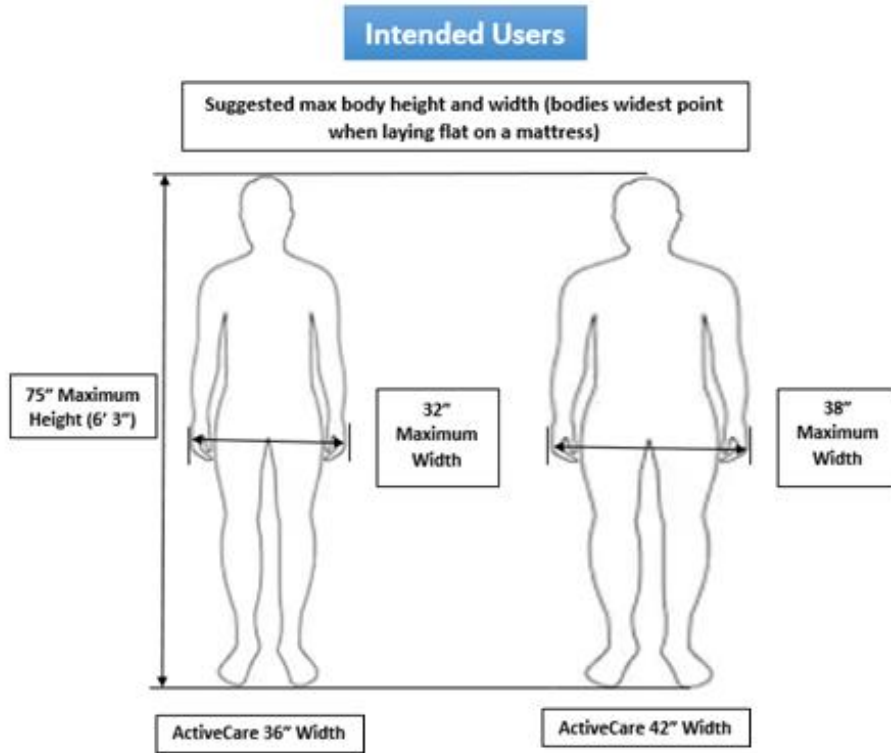 Intended Users
Suggested max body height and width (bodies widest point
when laying flat on a mattress)
75” Maximum
Height (6’ 3”)
32”
Maximum
Width
38”
Maximum
Width
ActiveCare 36” Width
ActiveCare 42” Width